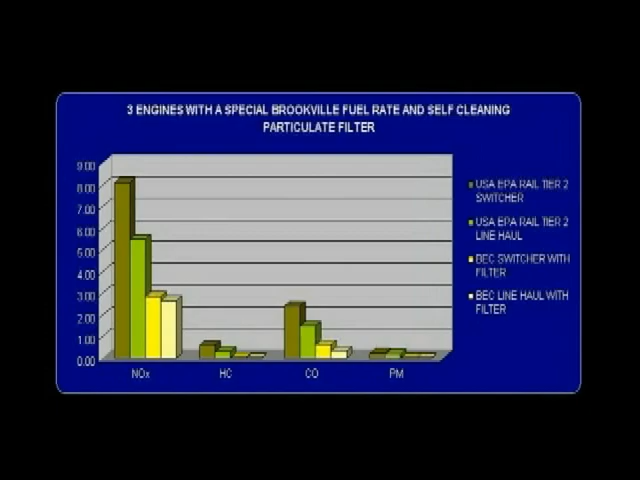 3 ENGINES WITH A SPECIAL BROOKVILLE FUEL RATE AND SELF CLEANING
PARTICULATE FILTER
9.00
8.00
7.00
6.00
5.00
4.00
3.00
2.00
1.00
0.00
NOx
HC
CO
PM
USA EPA RAIL TIER 2
SWITCHER
USA EPA RAIL TIER 2
LINE HAUL
BEC SWITCHER WITH
FILTER
BEC LINE HAUL WITH
FILTER